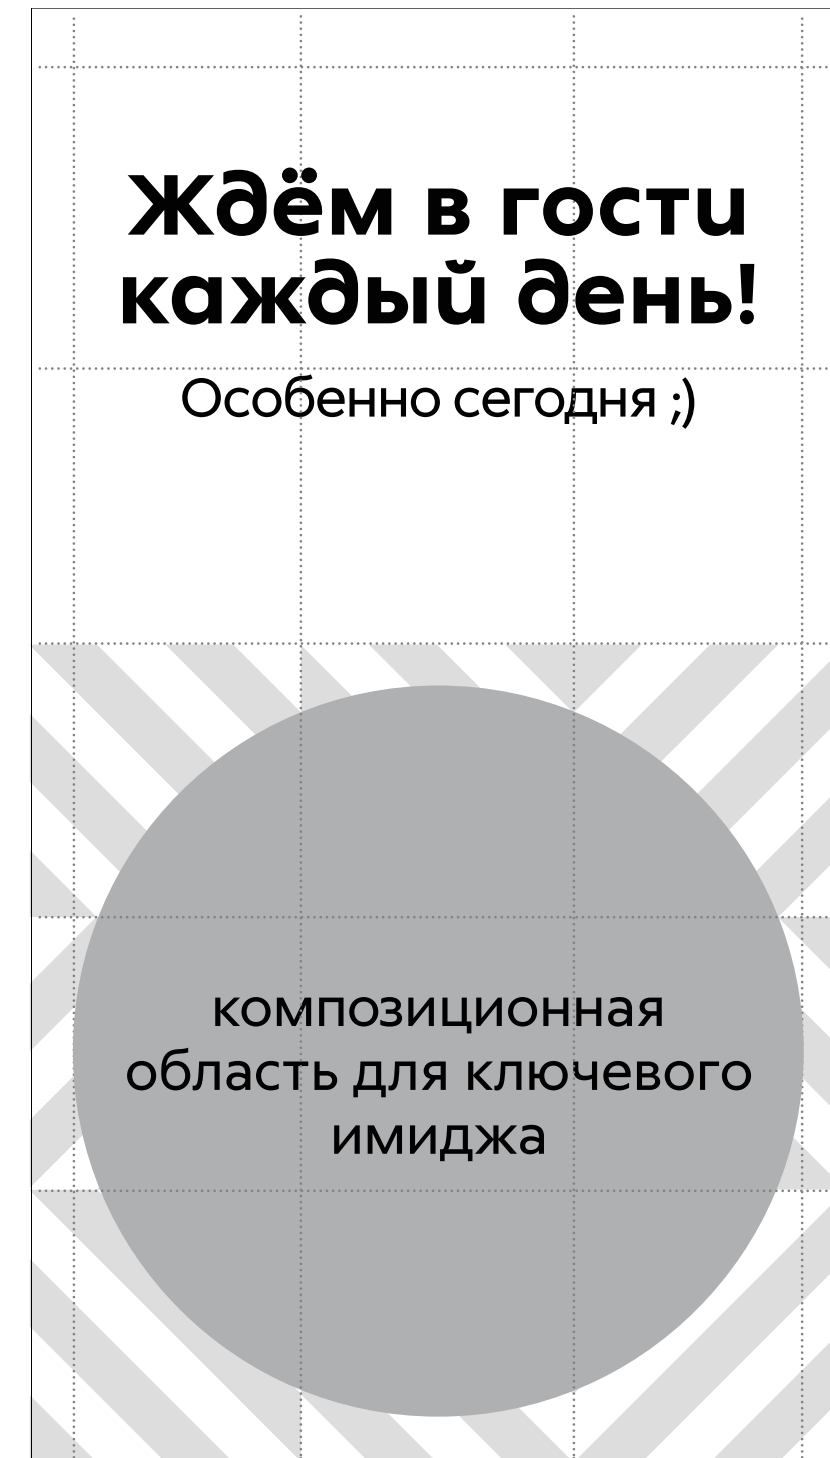 Ждём в гости
каждый день!
Особенно сегодня ;)
композиционная
область для ключевого
имиджа